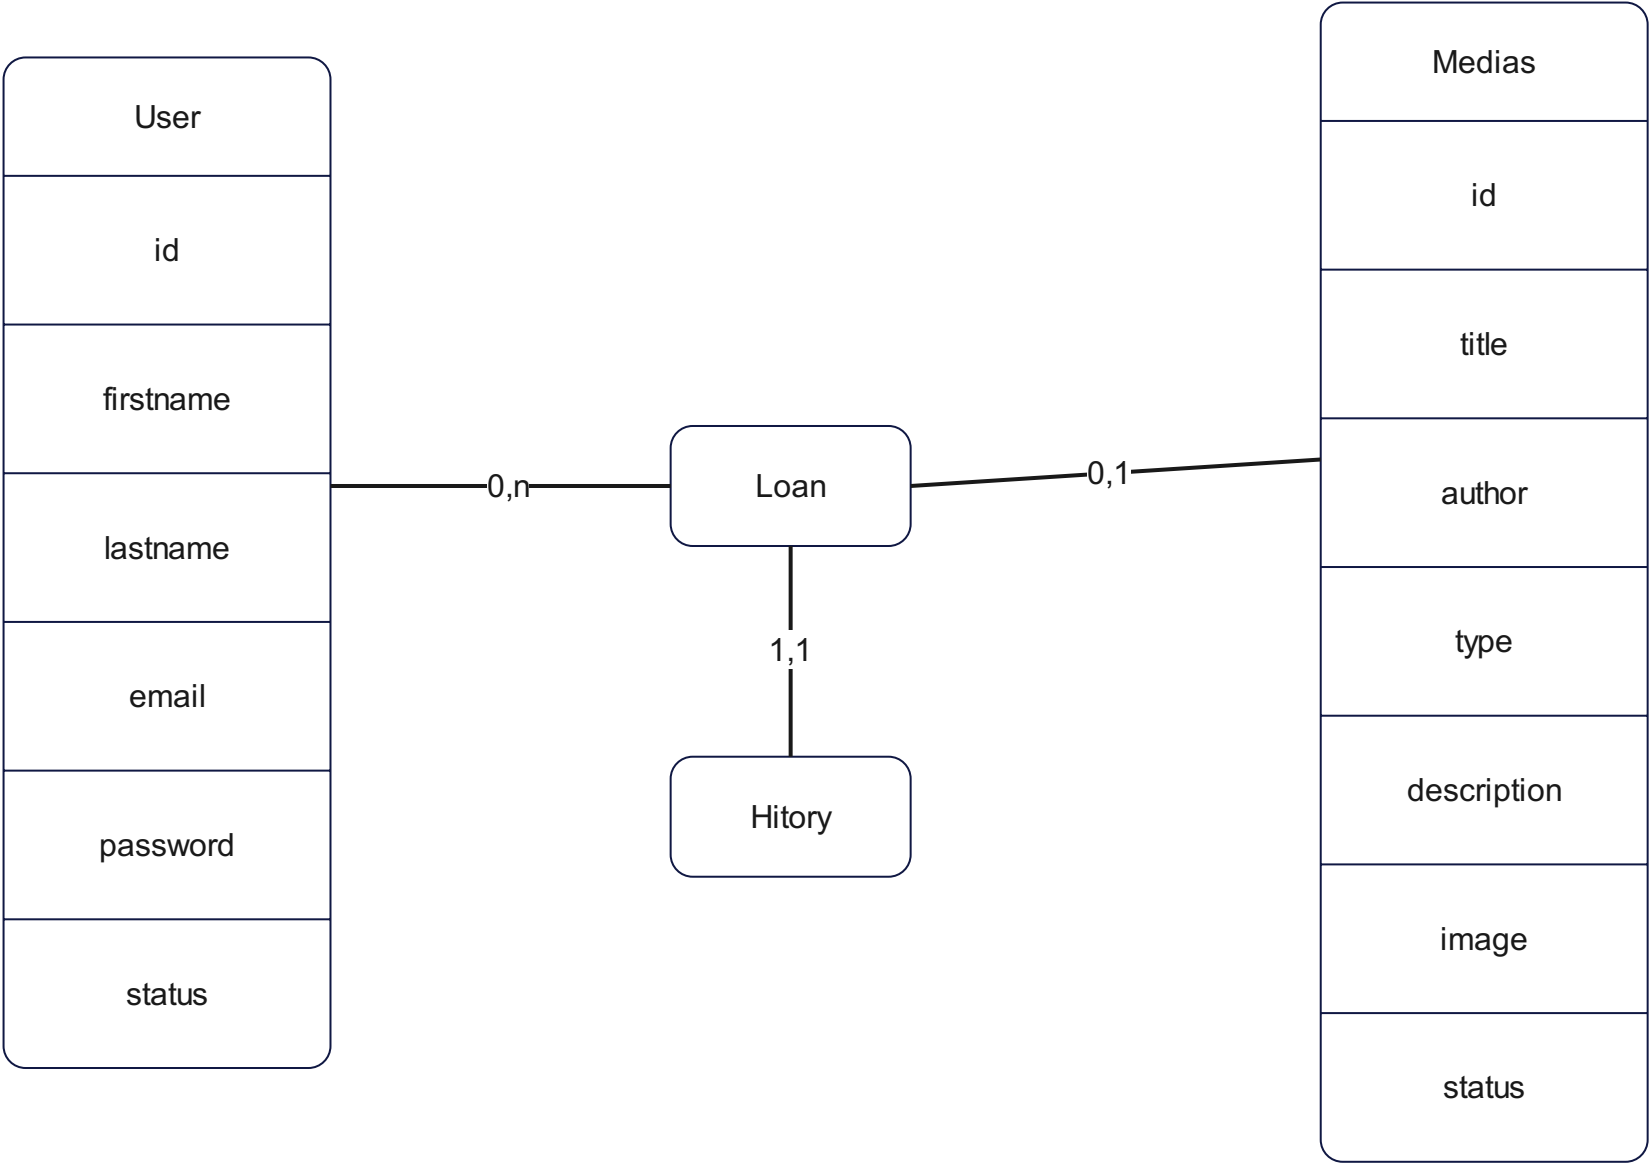 User
id
firstname
lastname
email
password
status
0,n
Loan
1,1
Hitory
0,1
Medias
id
title
author
type
description
image
status